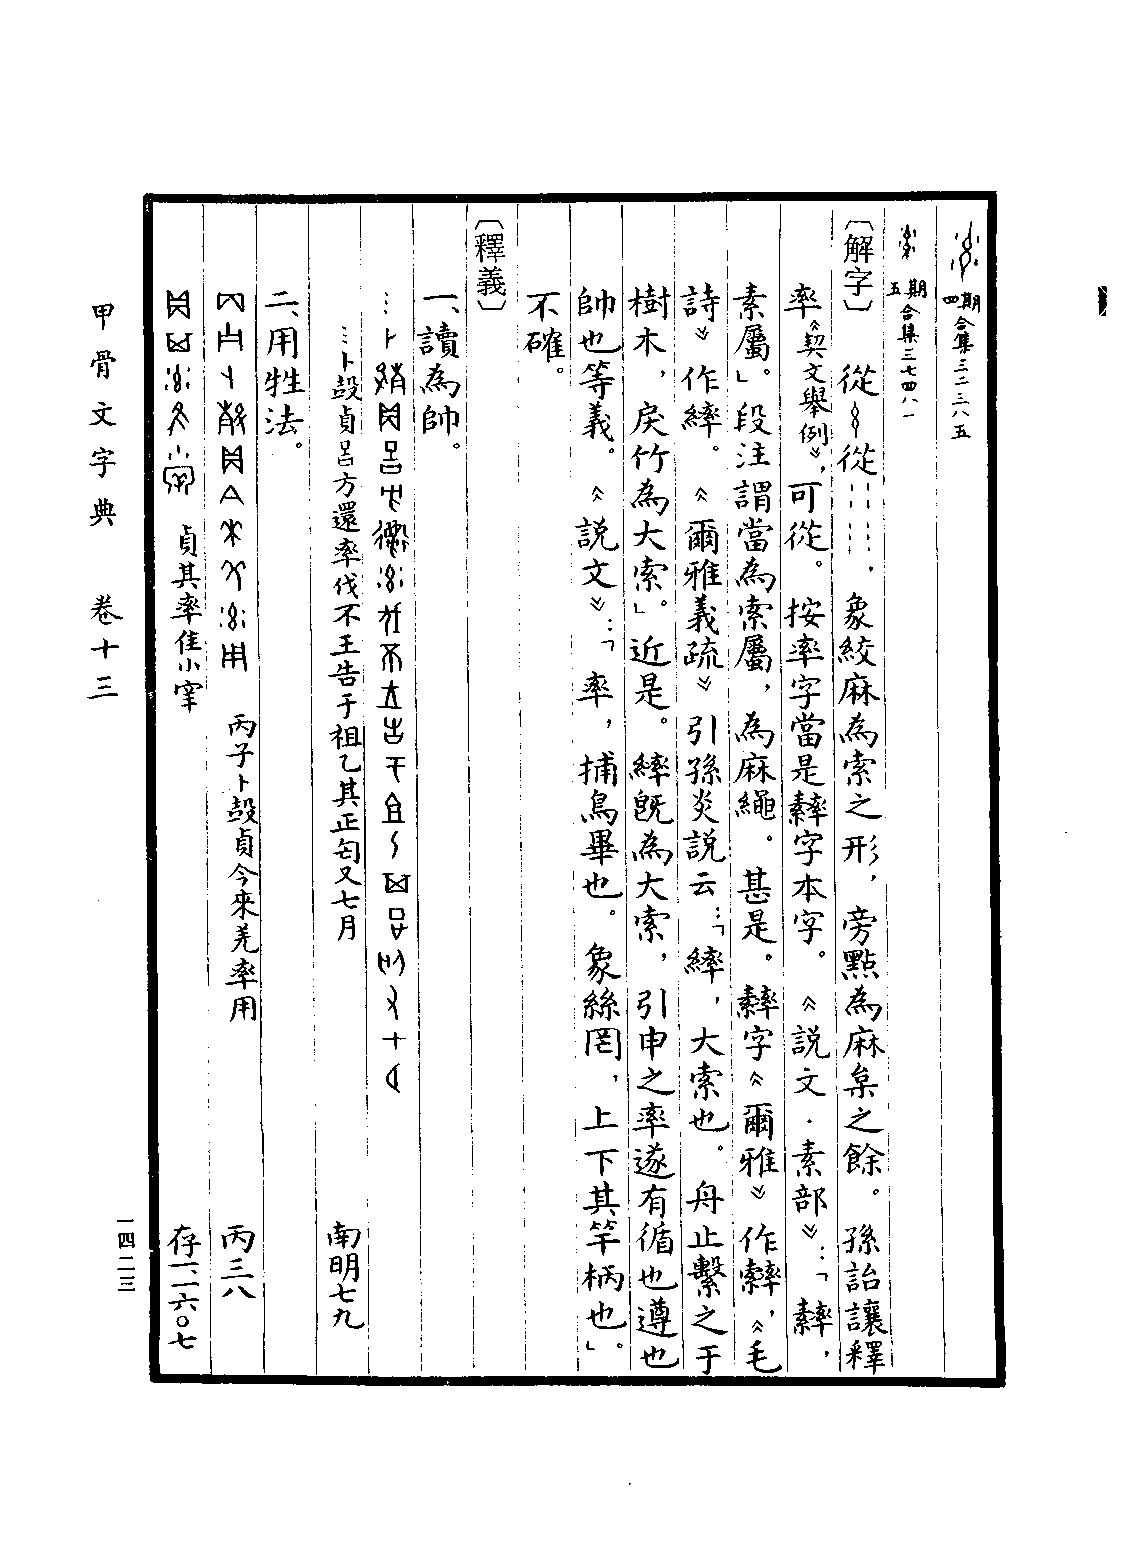 四期 合集三二三八五
五期 合集三七四八一
〔解字〕 從 從 ，象絞麻為索之形，旁點為麻枲之餘。孫詒讓釋
率《契文舉例》，可從。按率字當是䋤字本字。《說文·素部》：「䋤，
素屬」。段注謂當為索屬，為麻繩。甚是。䋤字《爾雅》作䋤，《毛
詩》作繂。《爾雅義疏》引孫炎說云：「繂，大索也。舟止繫之于
樹木，戾竹為大索」。近是。繂既為大索，引申之率遂有循也遵也
帥也等義。《說文》：「率，捕鳥畢也。象絲罔，上下其竿柄也」。
不確。
〔釋義〕
一、讀為帥。
…卜㱿貞呂方還率伐不王告于祖乙其正匄又七月 南明七九
二、用牲法。
丙子卜㱿貞今來羌率用 丙三八
貞其率隹小宰 存一·一六〇七
甲骨文字典 卷十三
一四二三